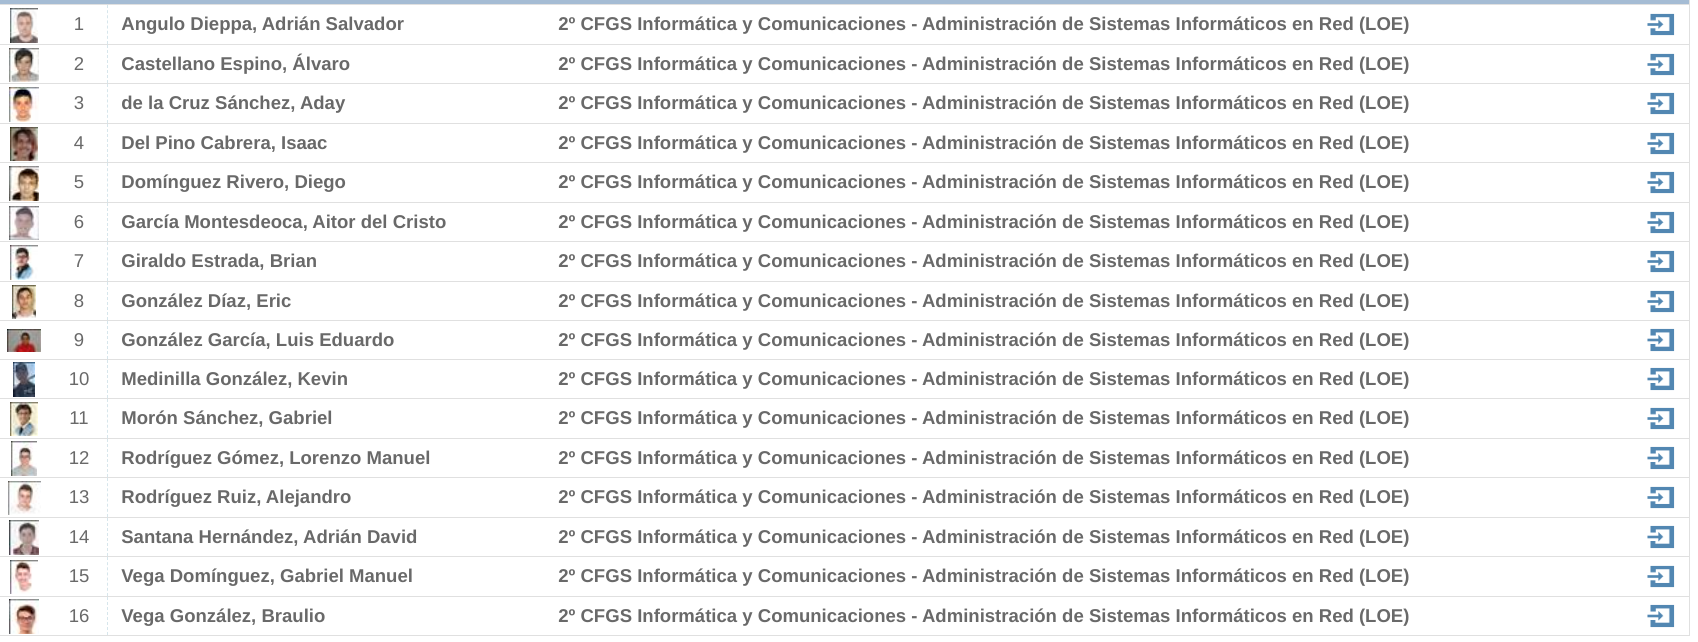 1 Angulo Dieppa, Adrián Salvador 2º CFGS Informática y Comunicaciones - Administración de Sistemas Informáticos en Red (LOE)
2 Castellano Espino, Álvaro 2º CFGS Informática y Comunicaciones - Administración de Sistemas Informáticos en Red (LOE)
3 de la Cruz Sánchez, Aday 2º CFGS Informática y Comunicaciones - Administración de Sistemas Informáticos en Red (LOE)
4 Del Pino Cabrera, Isaac 2º CFGS Informática y Comunicaciones - Administración de Sistemas Informáticos en Red (LOE)
5 Domínguez Rivero, Diego 2º CFGS Informática y Comunicaciones - Administración de Sistemas Informáticos en Red (LOE)
6 García Montesdeoca, Aitor del Cristo 2º CFGS Informática y Comunicaciones - Administración de Sistemas Informáticos en Red (LOE)
7 Giraldo Estrada, Brian 2º CFGS Informática y Comunicaciones - Administración de Sistemas Informáticos en Red (LOE)
8 González Díaz, Eric 2º CFGS Informática y Comunicaciones - Administración de Sistemas Informáticos en Red (LOE)
9 González García, Luis Eduardo 2º CFGS Informática y Comunicaciones - Administración de Sistemas Informáticos en Red (LOE)
10 Medinilla González, Kevin 2º CFGS Informática y Comunicaciones - Administración de Sistemas Informáticos en Red (LOE)
11 Morón Sánchez, Gabriel 2º CFGS Informática y Comunicaciones - Administración de Sistemas Informáticos en Red (LOE)
12 Rodríguez Gómez, Lorenzo Manuel 2º CFGS Informática y Comunicaciones - Administración de Sistemas Informáticos en Red (LOE)
13 Rodríguez Ruiz, Alejandro 2º CFGS Informática y Comunicaciones - Administración de Sistemas Informáticos en Red (LOE)
14 Santana Hernández, Adrián David 2º CFGS Informática y Comunicaciones - Administración de Sistemas Informáticos en Red (LOE)
15 Vega Domínguez, Gabriel Manuel 2º CFGS Informática y Comunicaciones - Administración de Sistemas Informáticos en Red (LOE)
16 Vega González, Braulio 2º CFGS Informática y Comunicaciones - Administración de Sistemas Informáticos en Red (LOE)